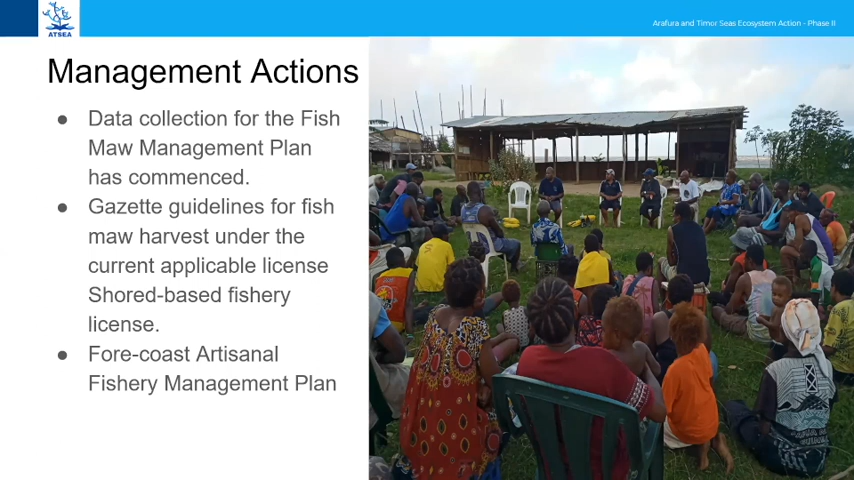 ATSEA
Arafura and Timor Seas Ecosystem Action - Phase II
Management Actions
● Data collection for the Fish
Maw Management Plan
has commenced.
● Gazette guidelines for fish
maw harvest under the
current applicable license
Shored-based fishery
license.
● Fore-coast Artisanal
Fishery Management Plan